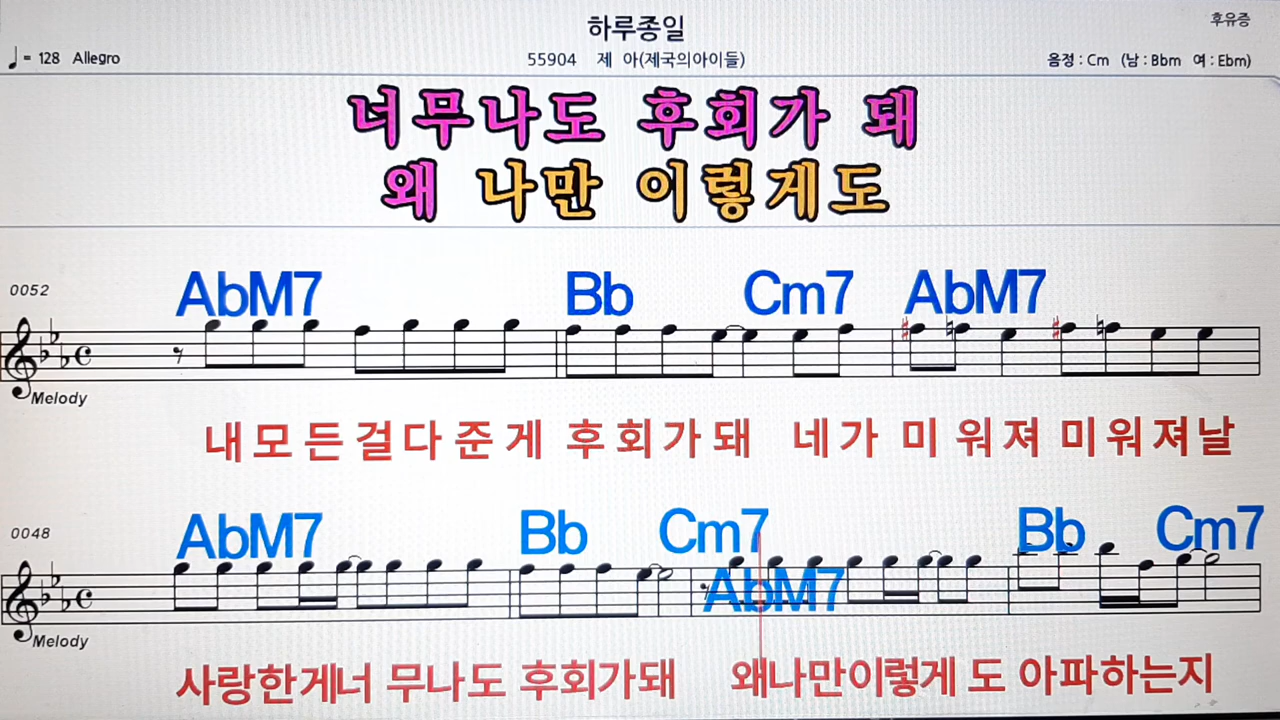 하루종일
후유증
♩= 128 Allegro
55904 제 아(제국의아이들)
음정 : Cm (남 : Bbm 여 : Ebm)
너무나도 후회가 돼
왜 나만 이렇게도
0052
AbM7 Bb Cm7 AbM7
Melody
내 모 든 걸 다 준 게 후 회 가 돼 네 가 미 워 져 미 워 져 날
0048
AbM7 Bb Cm7 AbM7 Bb Cm7
Melody
사랑한게너 무나도 후회가돼 왜나만이렇게 도 아파하는지